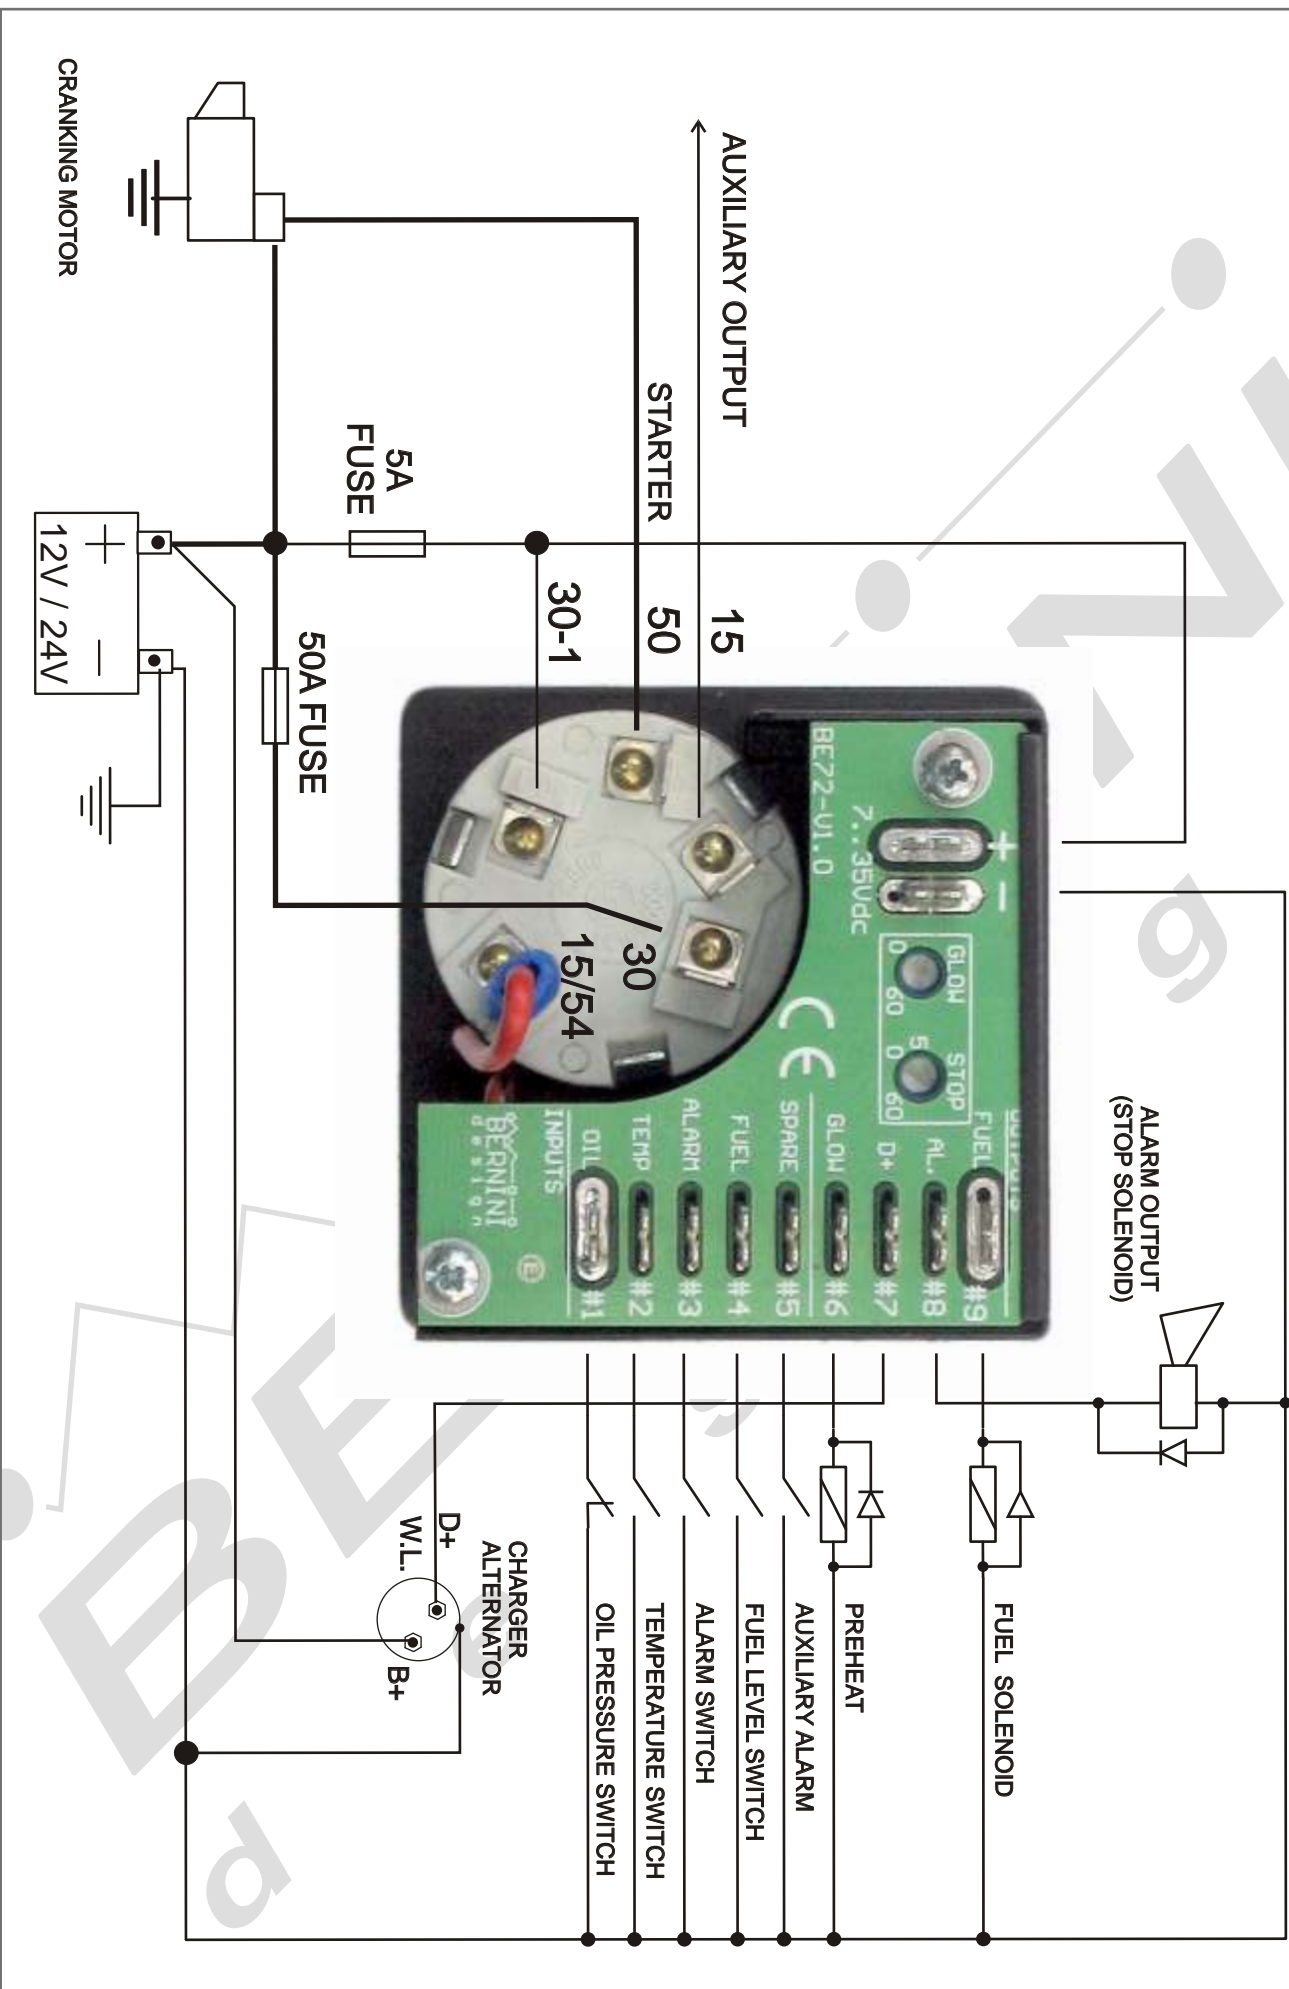 CRANKING MOTOR
12V / 24V
+
−
5A
FUSE
50A FUSE
AUXILIARY OUTPUT
STARTER
15
50
30-1
30
15/54
BE72-V1.0
7..35Vdc
+
−
GLOW
0
60
STOP
5
0
60
CE
OUTPUTS
FUEL #9
AL. #8
D+ #7
GLOW #6
SPARE #5
FUEL #4
ALARM #3
TEMP #2
OIL #1
INPUTS
BERNINI
design
E
ALARM OUTPUT
(STOP SOLENOID)
FUEL SOLENOID
PREHEAT
AUXILIARY ALARM
FUEL LEVEL SWITCH
ALARM SWITCH
TEMPERATURE SWITCH
OIL PRESSURE SWITCH
CHARGER
ALTERNATOR
D+
W.L.
B+